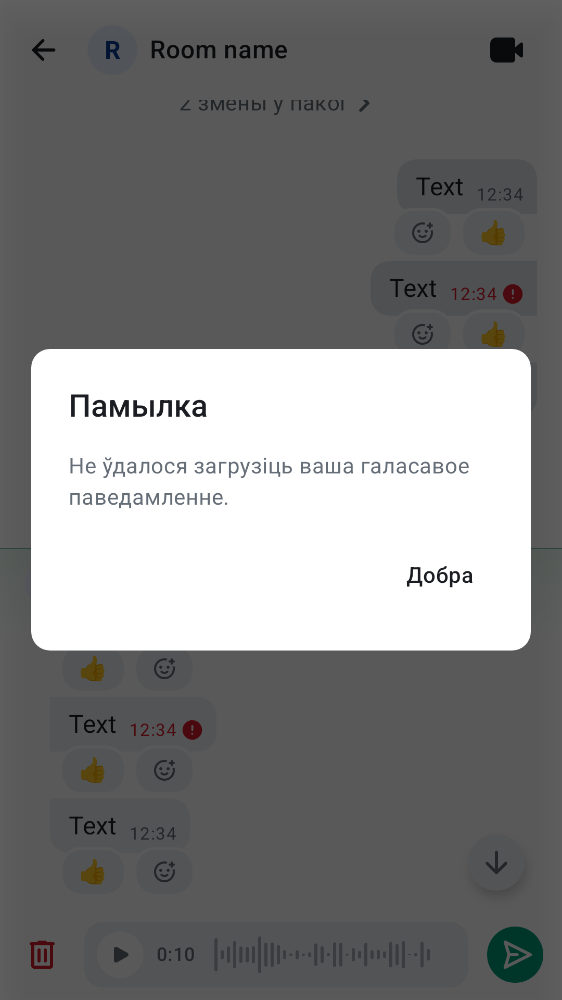 R Room name
2 змены ў пакоі
Text 12:34
Text 12:34
Памылка
Не ўдалося загрузіць ваша галасавое
паведамленне.
Добра
Text 12:34
Text 12:34
0:10